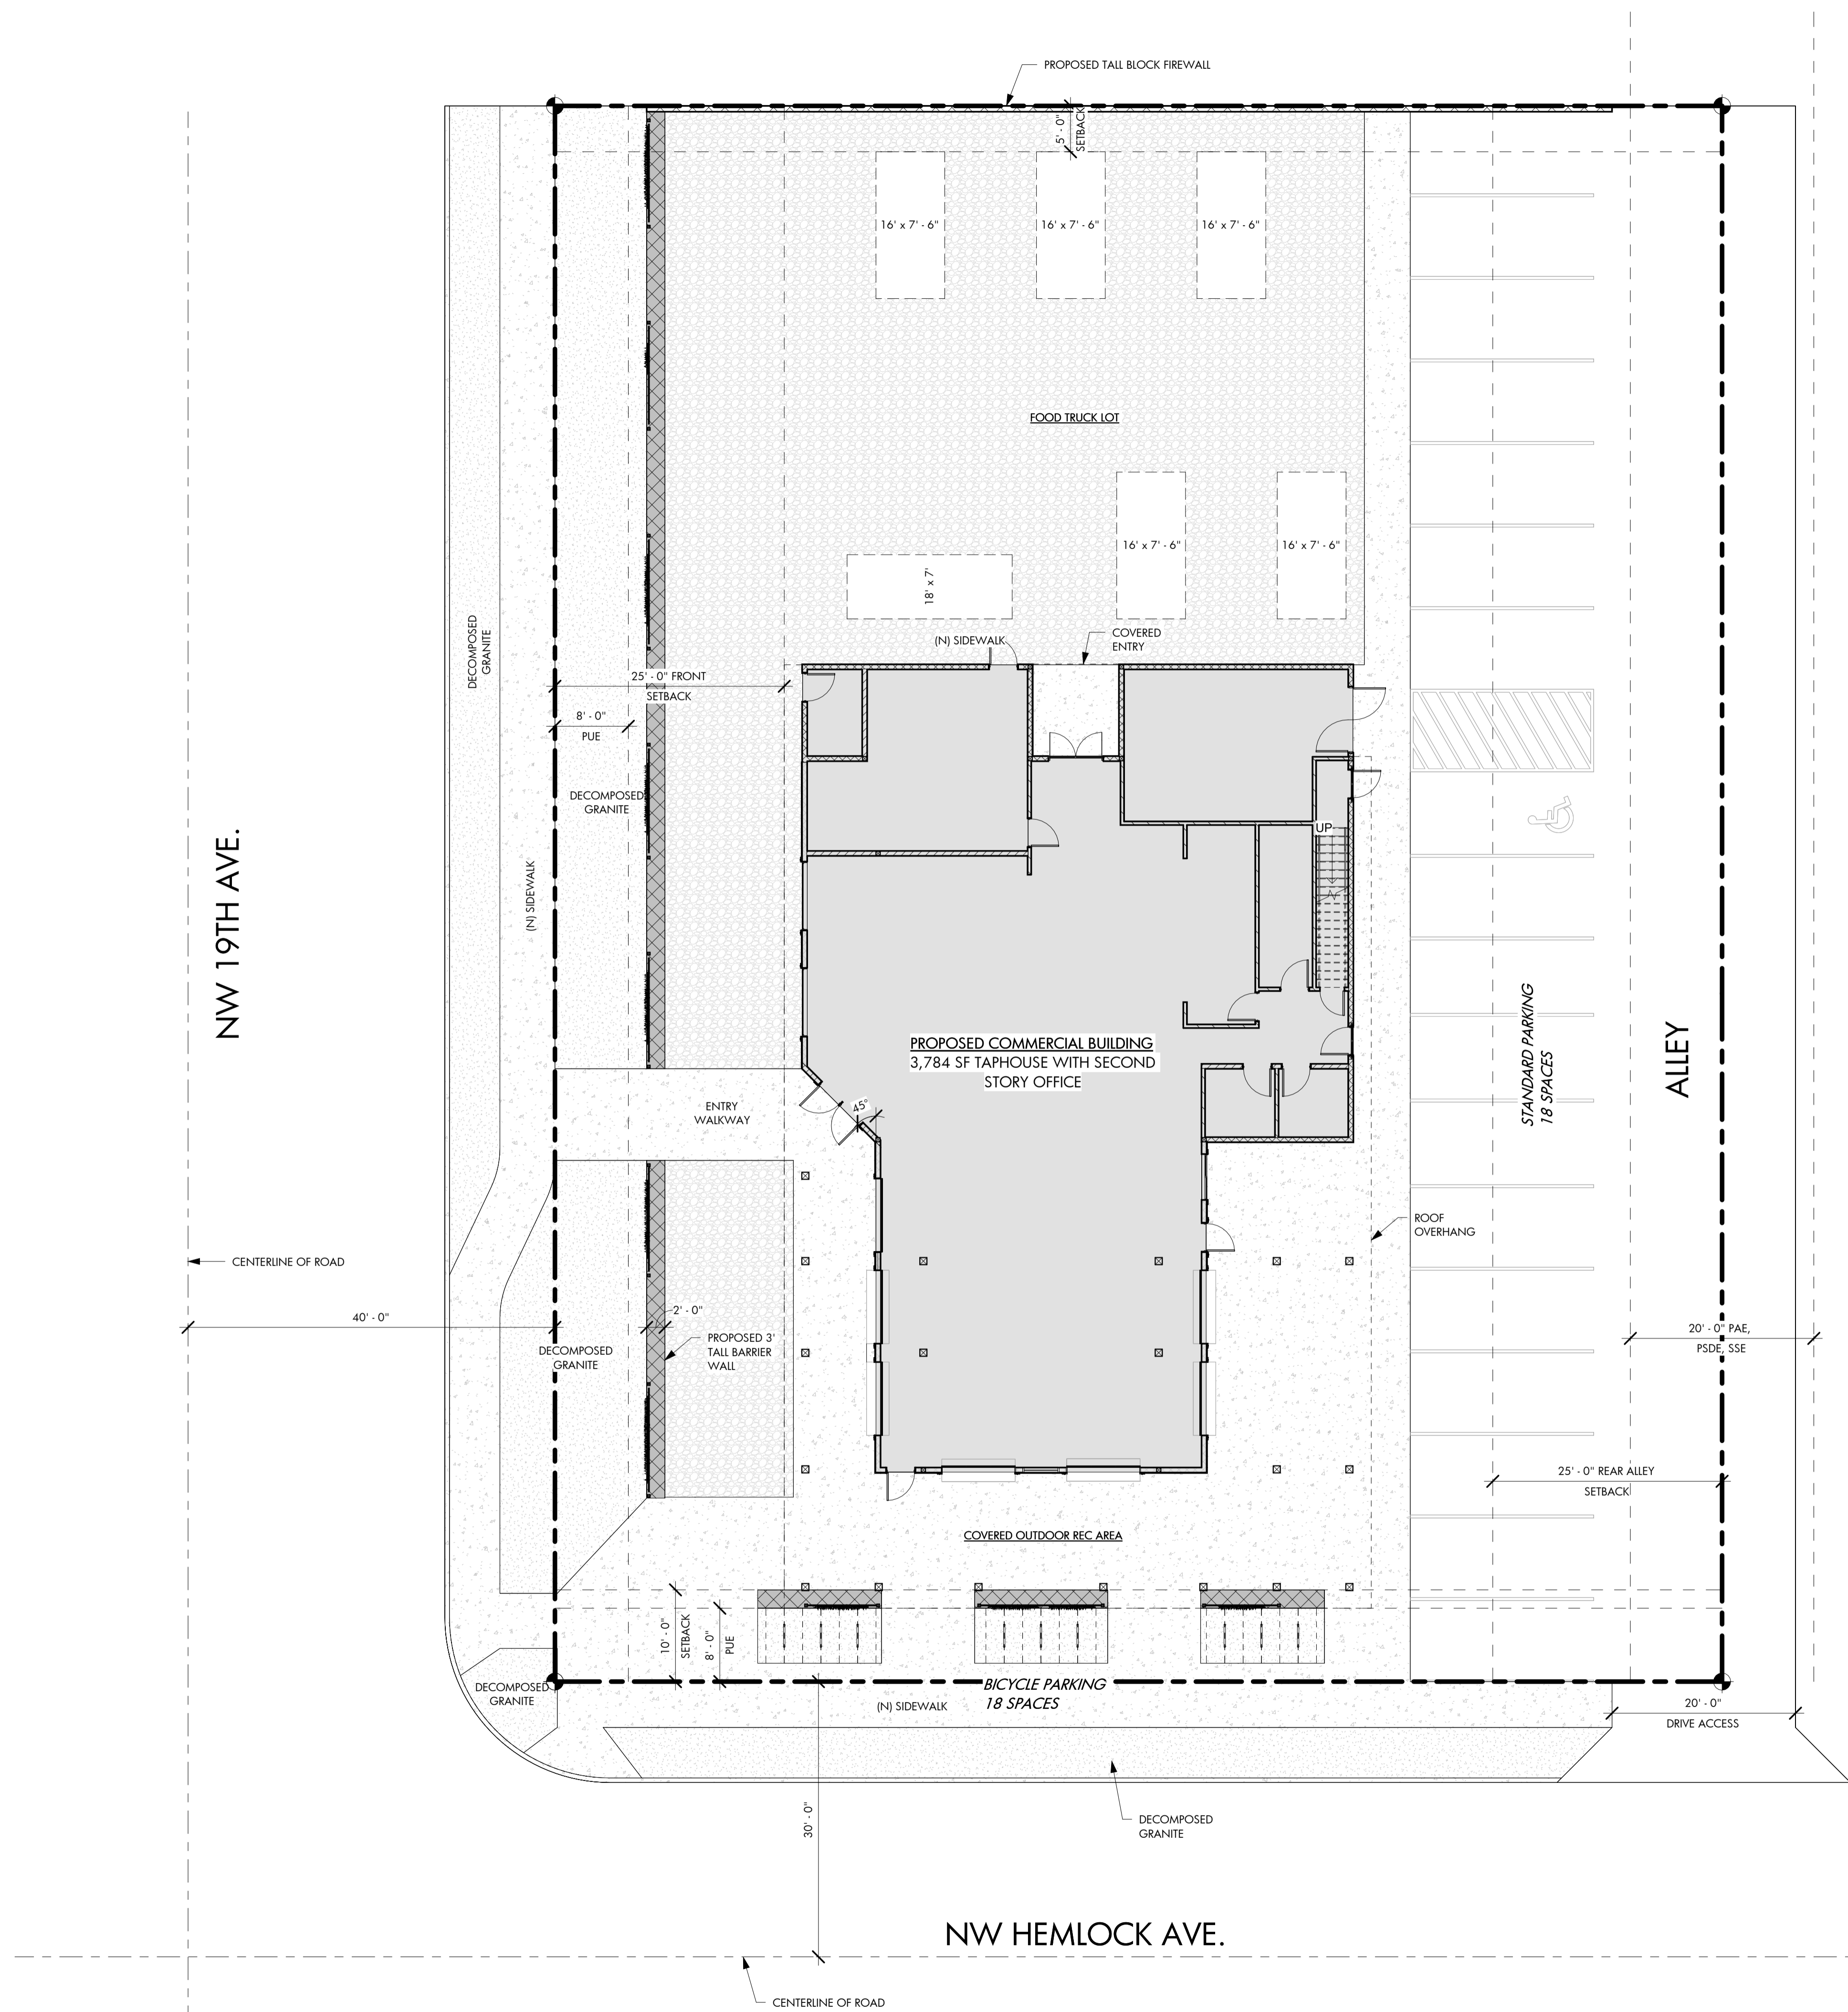 PROPOSED TALL BLOCK FIREWALL
5' - 0"
SETBACK
16' x 7' - 6"
16' x 7' - 6"
16' x 7' - 6"
FOOD TRUCK LOT
16' x 7' - 6"
16' x 7' - 6"
18' x 7'
(N) SIDEWALK
COVERED
ENTRY
DECOMPOSED
GRANITE
25' - 0" FRONT
SETBACK
8' - 0"
PUE
DECOMPOSED
GRANITE
UP
NW 19TH AVE.
(N) SIDEWALK
PROPOSED COMMERCIAL BUILDING
3,784 SF TAPHOUSE WITH SECOND
STORY OFFICE
STANDARD PARKING
18 SPACES
ALLEY
ENTRY
WALKWAY
45°
ROOF
OVERHANG
CENTERLINE OF ROAD
40' - 0"
2' - 0"
PROPOSED 3'
TALL BARRIER
WALL
DECOMPOSED
GRANITE
20' - 0" PAE,
PSDE, SSE
25' - 0" REAR ALLEY
SETBACK
COVERED OUTDOOR REC AREA
10' - 0"
SETBACK
8' - 0"
PUE
DECOMPOSED
GRANITE
BICYCLE PARKING
18 SPACES
(N) SIDEWALK
20' - 0"
DRIVE ACCESS
30' - 0"
DECOMPOSED
GRANITE
NW HEMLOCK AVE.
CENTERLINE OF ROAD